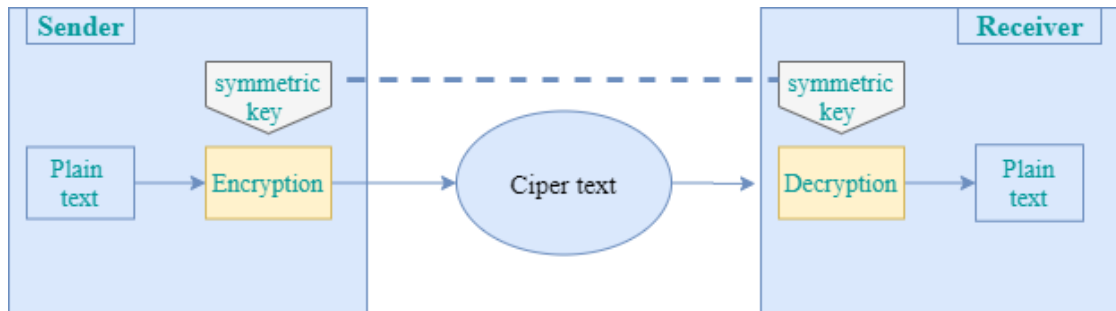 Sender
Receiver
symmetric
key
symmetric
key
Plain
text
Encryption
Ciper text
Decryption
Plain
text